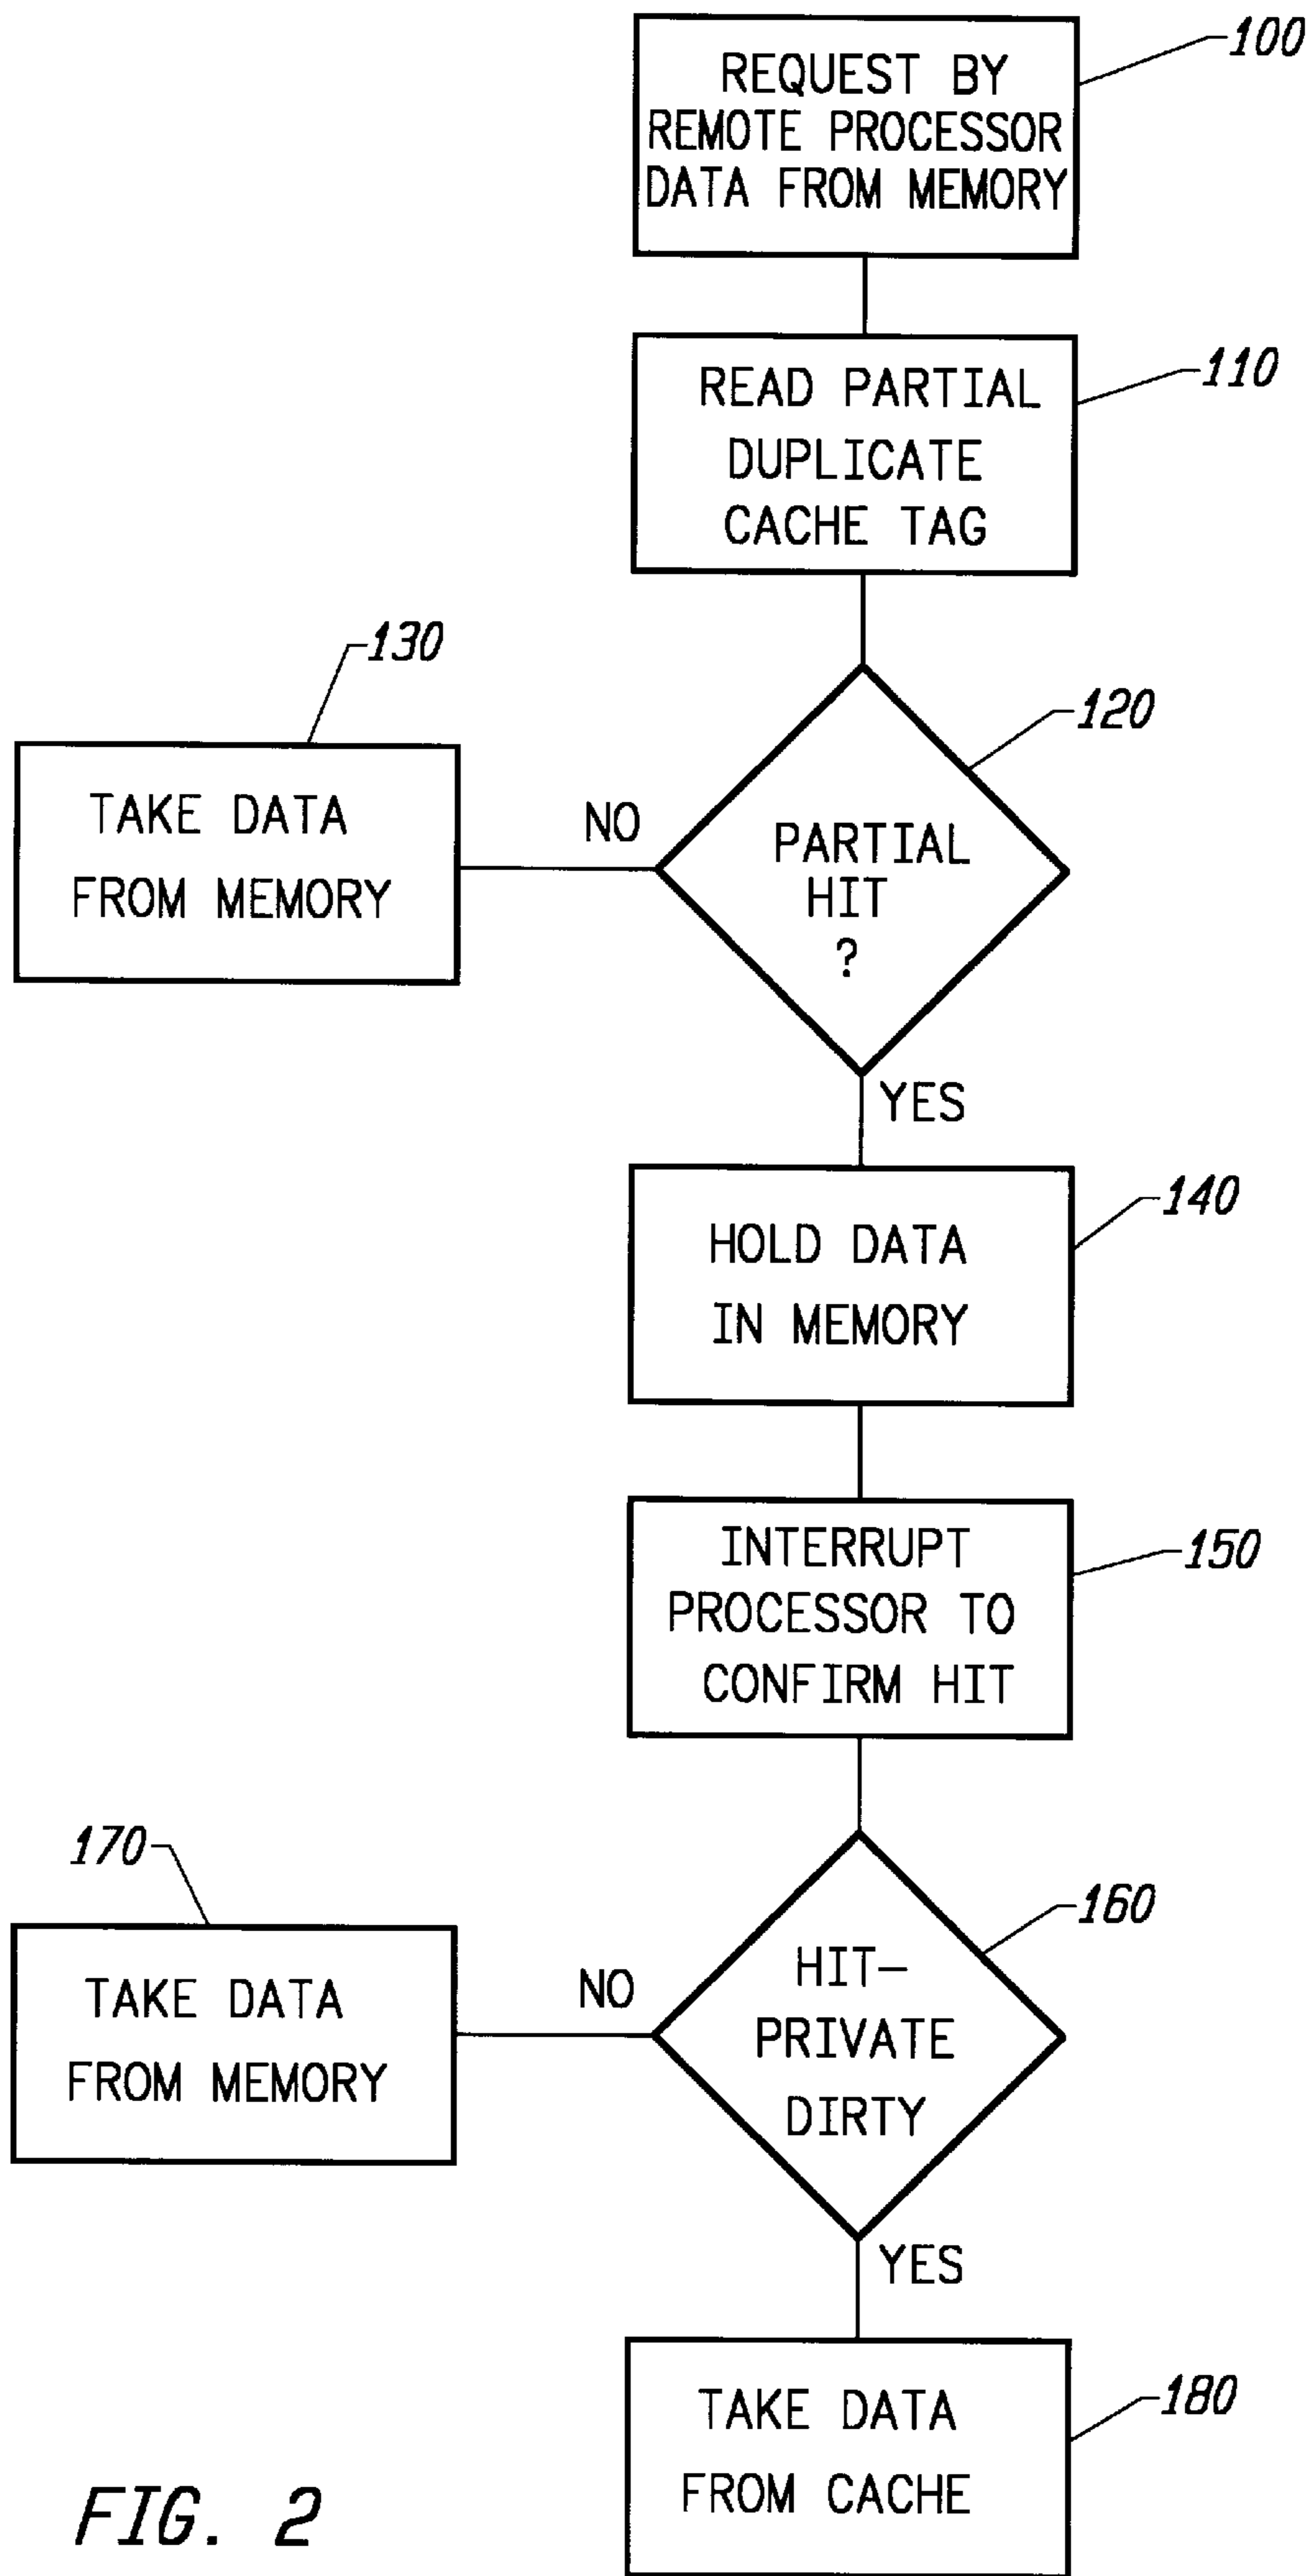 100
REQUEST BY
REMOTE PROCESSOR
DATA FROM MEMORY
110
READ PARTIAL
DUPLICATE
CACHE TAG
130
120
TAKE DATA
FROM MEMORY
NO
PARTIAL
HIT
?
YES
140
HOLD DATA
IN MEMORY
150
INTERRUPT
PROCESSOR TO
CONFIRM HIT
170
160
TAKE DATA
FROM MEMORY
NO
HIT-
PRIVATE
DIRTY
YES
180
TAKE DATA
FROM CACHE
FIG. 2